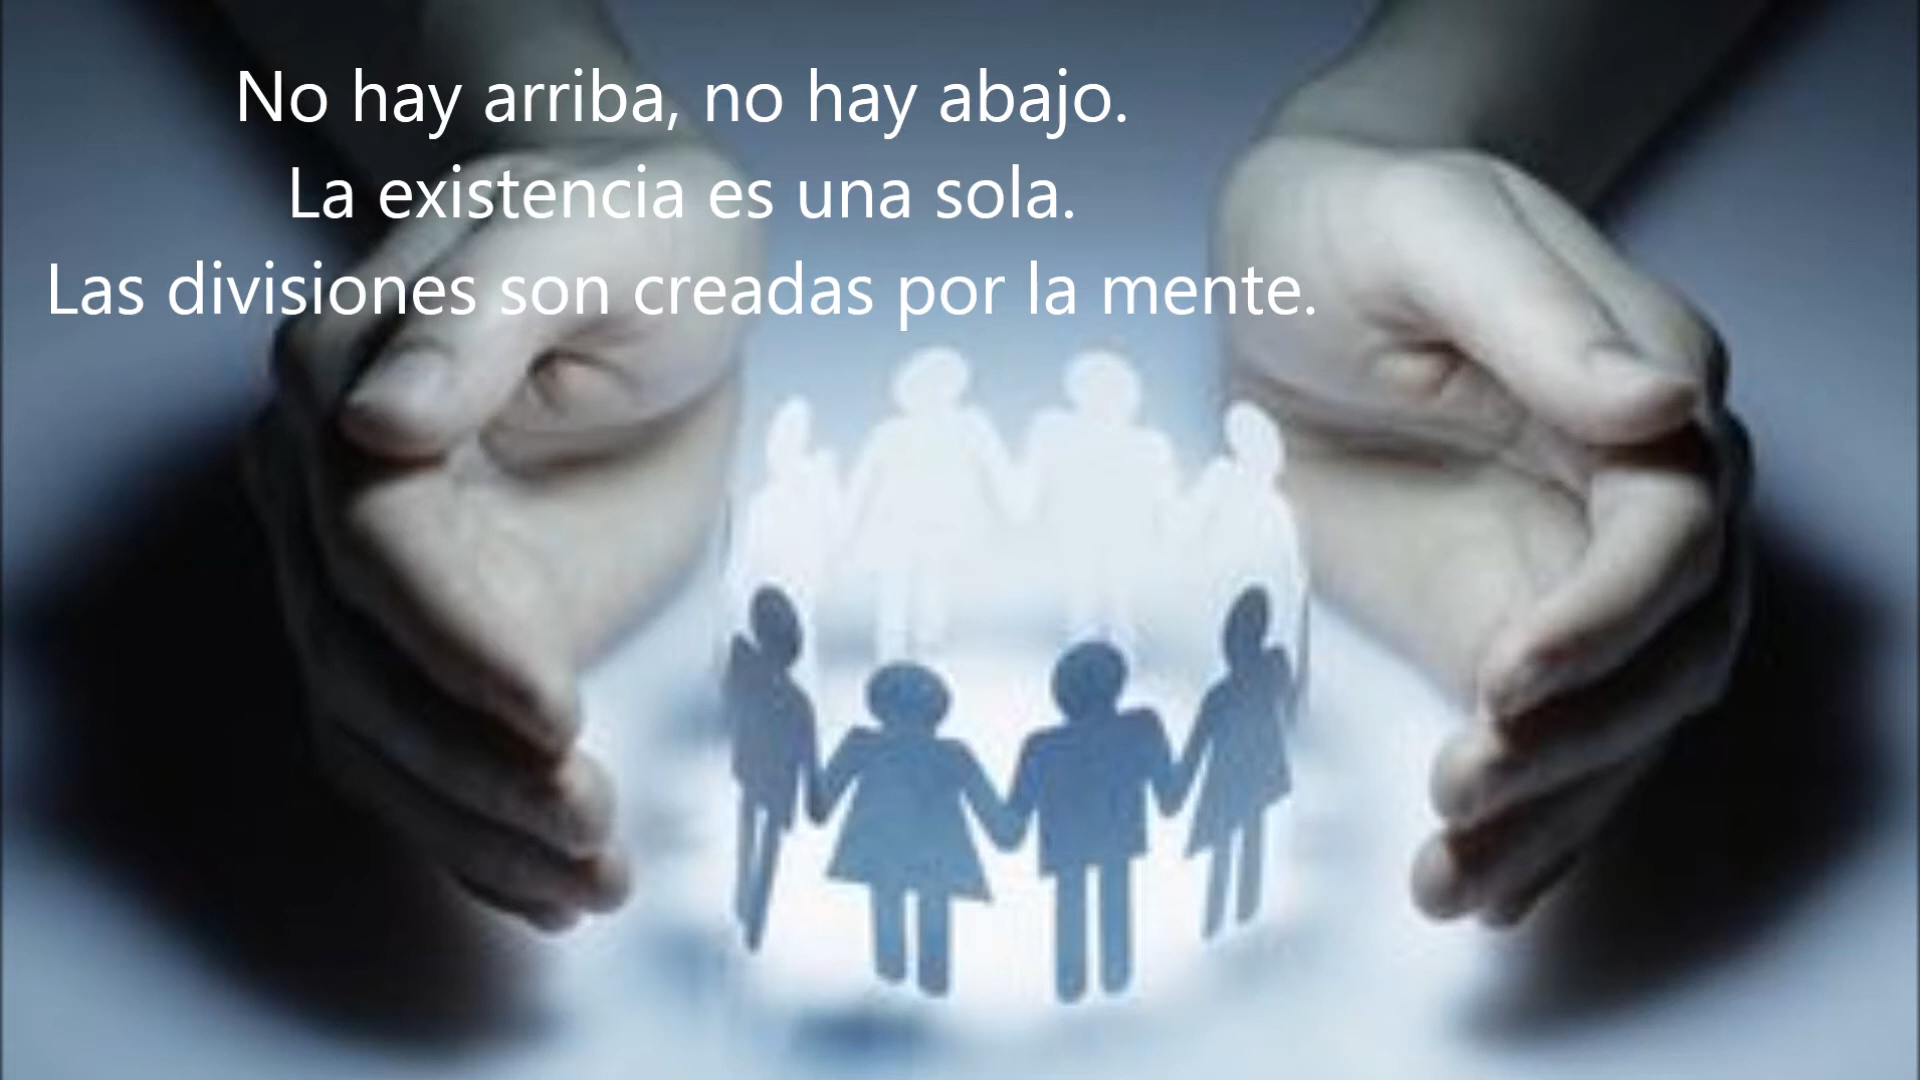 No hay arriba, no hay abajo.
La existencia es una sola.
Las divisiones son creadas por la mente.